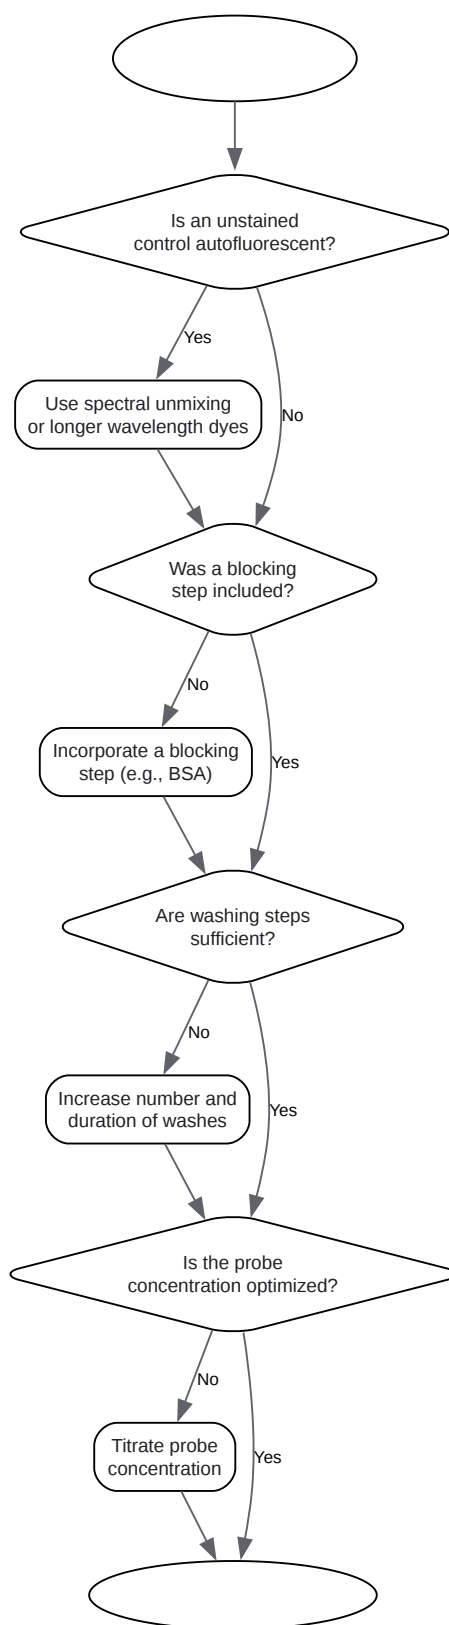 Is an unstained
control autofluorescent?
Yes
No
Use spectral unmixing
or longer wavelength dyes
Was a blocking
step included?
No
Yes
Incorporate a blocking
step (e.g., BSA)
Are washing steps
sufficient?
No
Yes
Increase number and
duration of washes
Is the probe
concentration optimized?
No
Yes
Titrate probe
concentration